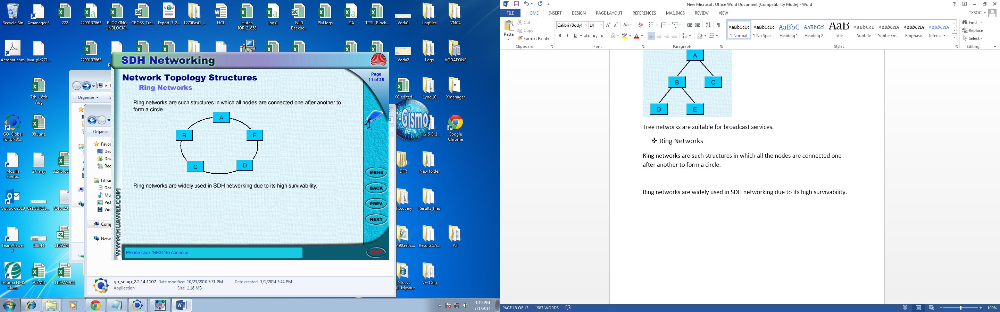 Recycle Bin
Xmanager 3
222
2299137863
BLOCKING UNBLOCKI...
CBOSS_Tra...
Export_3_2...
1270East1_...
HCL
Hutch IOR_21858
logs1
NLD Backbo...
PM logs
SIA
TTSL_Block...
Voda1
Logfiles
VNC4
Acrobat.com
java_pid271...
2299137863
Voda2
Logs
VODAFONE
7th -18th Aug
XC edited
Lync 10
Xmanager
GO-Global for UNIX...
08 June
i-Gismo
Google Chrome
Mozilla Firefox
27 may
DFR
New folder
Outlook 2013
091GURG1...
Results_files
TeamViewer 7
188.44
1109274
490aebc...
ResultsCA...
AT
Telsima NMS Client
202MD
1109274911
INfosys
SL-Mysore
VF-1Gig
Organize
Organize
Favor
Des
Dov
Rec
Librar
Doc
Mu
Pict
Vid
Comp
Netw
go_setup_2.2.14.1107
Date modified: 10/23/2010 5:31 PM
Date created: 7/1/2014 3:44 PM
Application
Size: 1.18 MB
SDH Networking
Page
11 of 25
Network Topology Structures
Ring Networks
Ring networks are such structures in which all nodes are connected one after another to
form a circle.
A
B
E
C
D
Ring networks are widely used in SDH networking due to its high survivability.
MENU
BACK
PREV
NEXT
QUIT
WWW.HUAWEI.COM
Please click 'NEXT' to continue.
4:49 PM
7/1/2014
New Microsoft Office Word Document [Compatibility Mode] - Word
FILE HOME INSERT DESIGN PAGE LAYOUT REFERENCES MAILINGS REVIEW VIEW
TXSOC
Paste
Cut
Copy
Format Painter
Clipboard
Calibri (Body) 14
Font
Paragraph
AaBbCcDc AaBbCcDc AaBbC AaBbCc AaB AaBbCcD AaBbCcDc AaBbCcDc AaBbCcDc
¶ Normal ¶ No Spac... Heading 1 Heading 2 Title Subtitle Subtle Em... Emphasis Intense E...
Styles
Find
Replace
Select
Editing
A
B
C
D
E
Tree networks are suitable for broadcast services.
❖ Ring Networks
Ring networks are such structures in which all the nodes are connected one
after another to form a circle.
Ring networks are widely used in SDH networking due to its high survivability.
PAGE 13 OF 13 1583 WORDS
100%